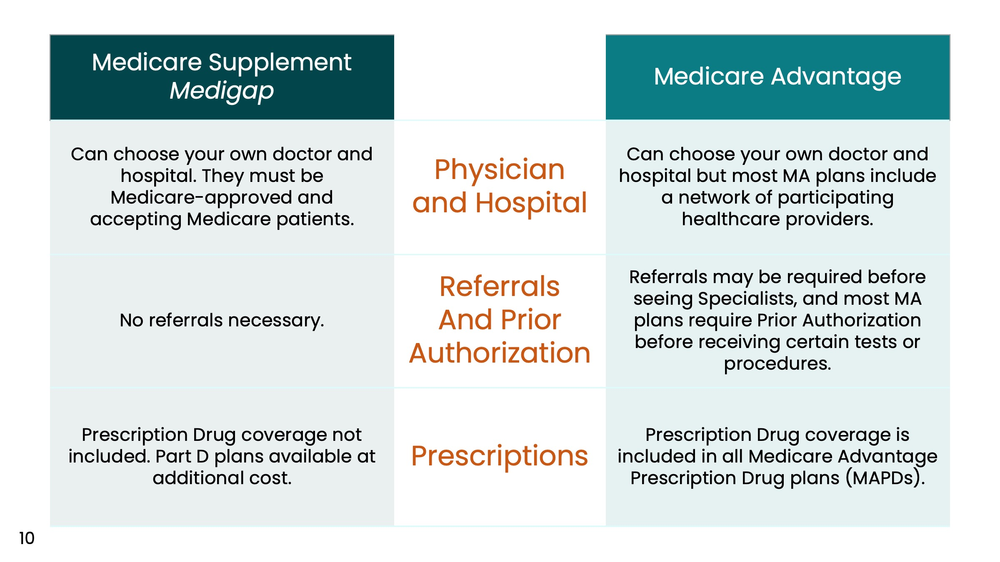 Medicare Supplement
Medigap
Medicare Advantage
Can choose your own doctor and
hospital. They must be
Medicare-approved and
accepting Medicare patients.
Physician
and Hospital
Can choose your own doctor and
hospital but most MA plans include
a network of participating
healthcare providers.
No referrals necessary.
Referrals
And Prior
Authorization
Referrals may be required before
seeing Specialists, and most MA
plans require Prior Authorization
before receiving certain tests or
procedures.
Prescription Drug coverage not
included. Part D plans available at
additional cost.
Prescriptions
Prescription Drug coverage is
included in all Medicare Advantage
Prescription Drug plans (MAPDs).
10